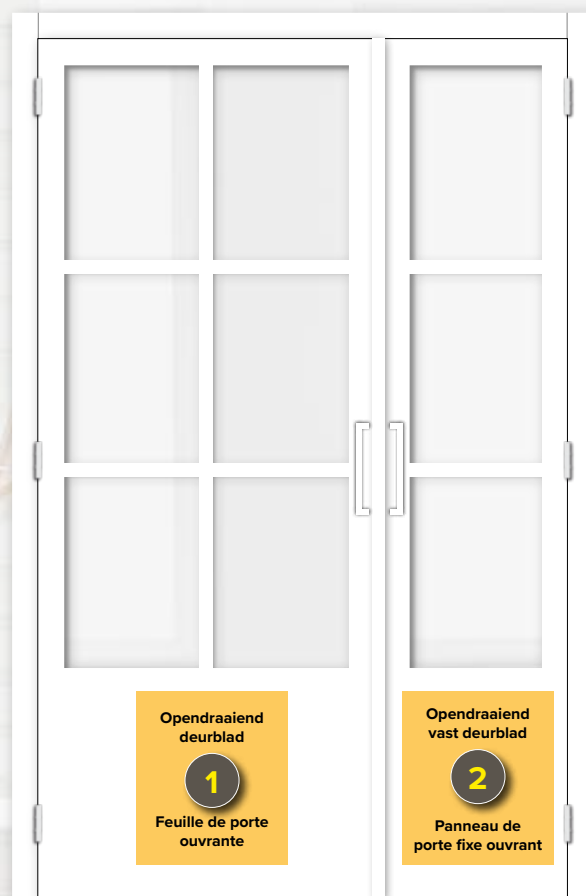 Opendraaiend
deurblad
1
Feuille de porte
ouvrante
Opendraaiend
vast deurblad
2
Panneau de
porte fixe ouvrant